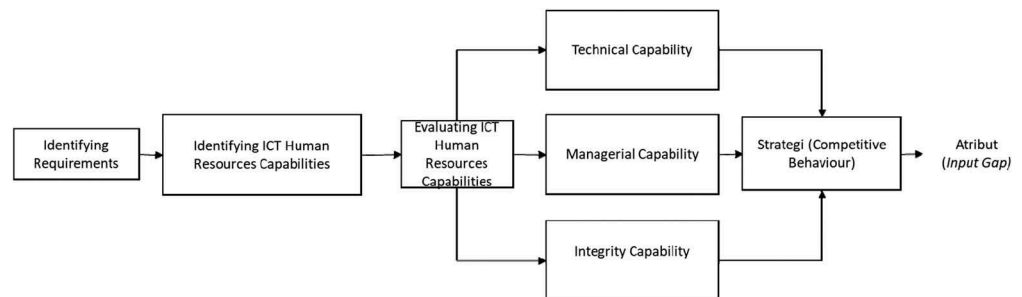 Identifying
Requirements
Identifying ICT Human
Resources Capabilities
Evaluating ICT
Human
Resources
Capabilities
Technical Capability
Managerial Capability
Integrity Capability
Strategi (Competitive
Behaviour)
Atribut
(Input Gap)